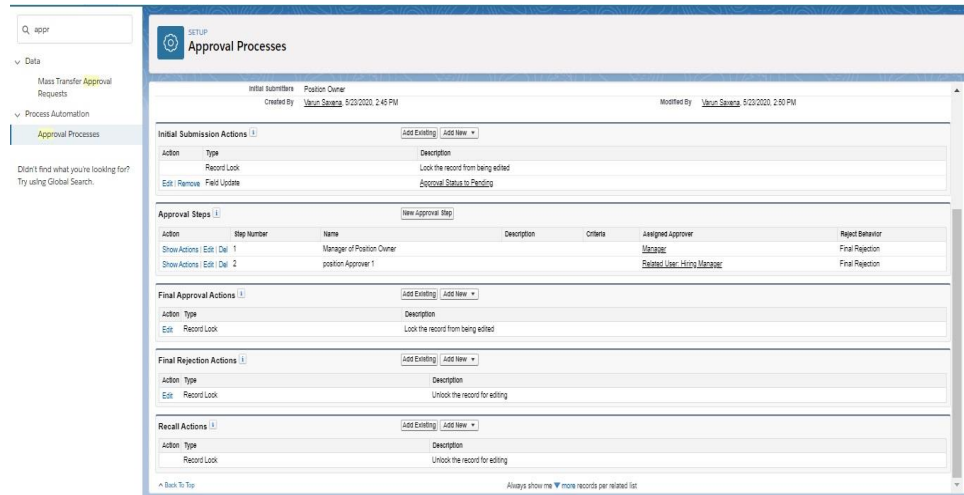 appr
Data
Mass Transfer Approval
Requests
Process Automation
Approval Processes
Didn't find what you're looking for?
Try using Global Search.
SETUP
Approval Processes
Initial Submitters Position Owner
Created By Varun Saxena, 5/23/2020, 2:45 PM Modified By Varun Saxena, 5/23/2020, 2:50 PM
Initial Submission Actions i Add Existing Add New
Action Type Description
Record Lock Lock the record from being edited
Edit | Remove Field Update Approval Status to Pending
Approval Steps i New Approval Step
Action Step Number Name Description Criteria Assigned Approver Reject Behavior
Show Actions | Edit | Del 1 Manager of Position Owner Manager Final Rejection
Show Actions | Edit | Del 2 position Approver 1 Related User: Hiring Manager Final Rejection
Final Approval Actions i Add Existing Add New
Action Type Description
Edit Record Lock Lock the record from being edited
Final Rejection Actions i Add Existing Add New
Action Type Description
Edit Record Lock Unlock the record for editing
Recall Actions i Add Existing Add New
Action Type Description
Record Lock Unlock the record for editing
Back To Top Always show me more records per related list